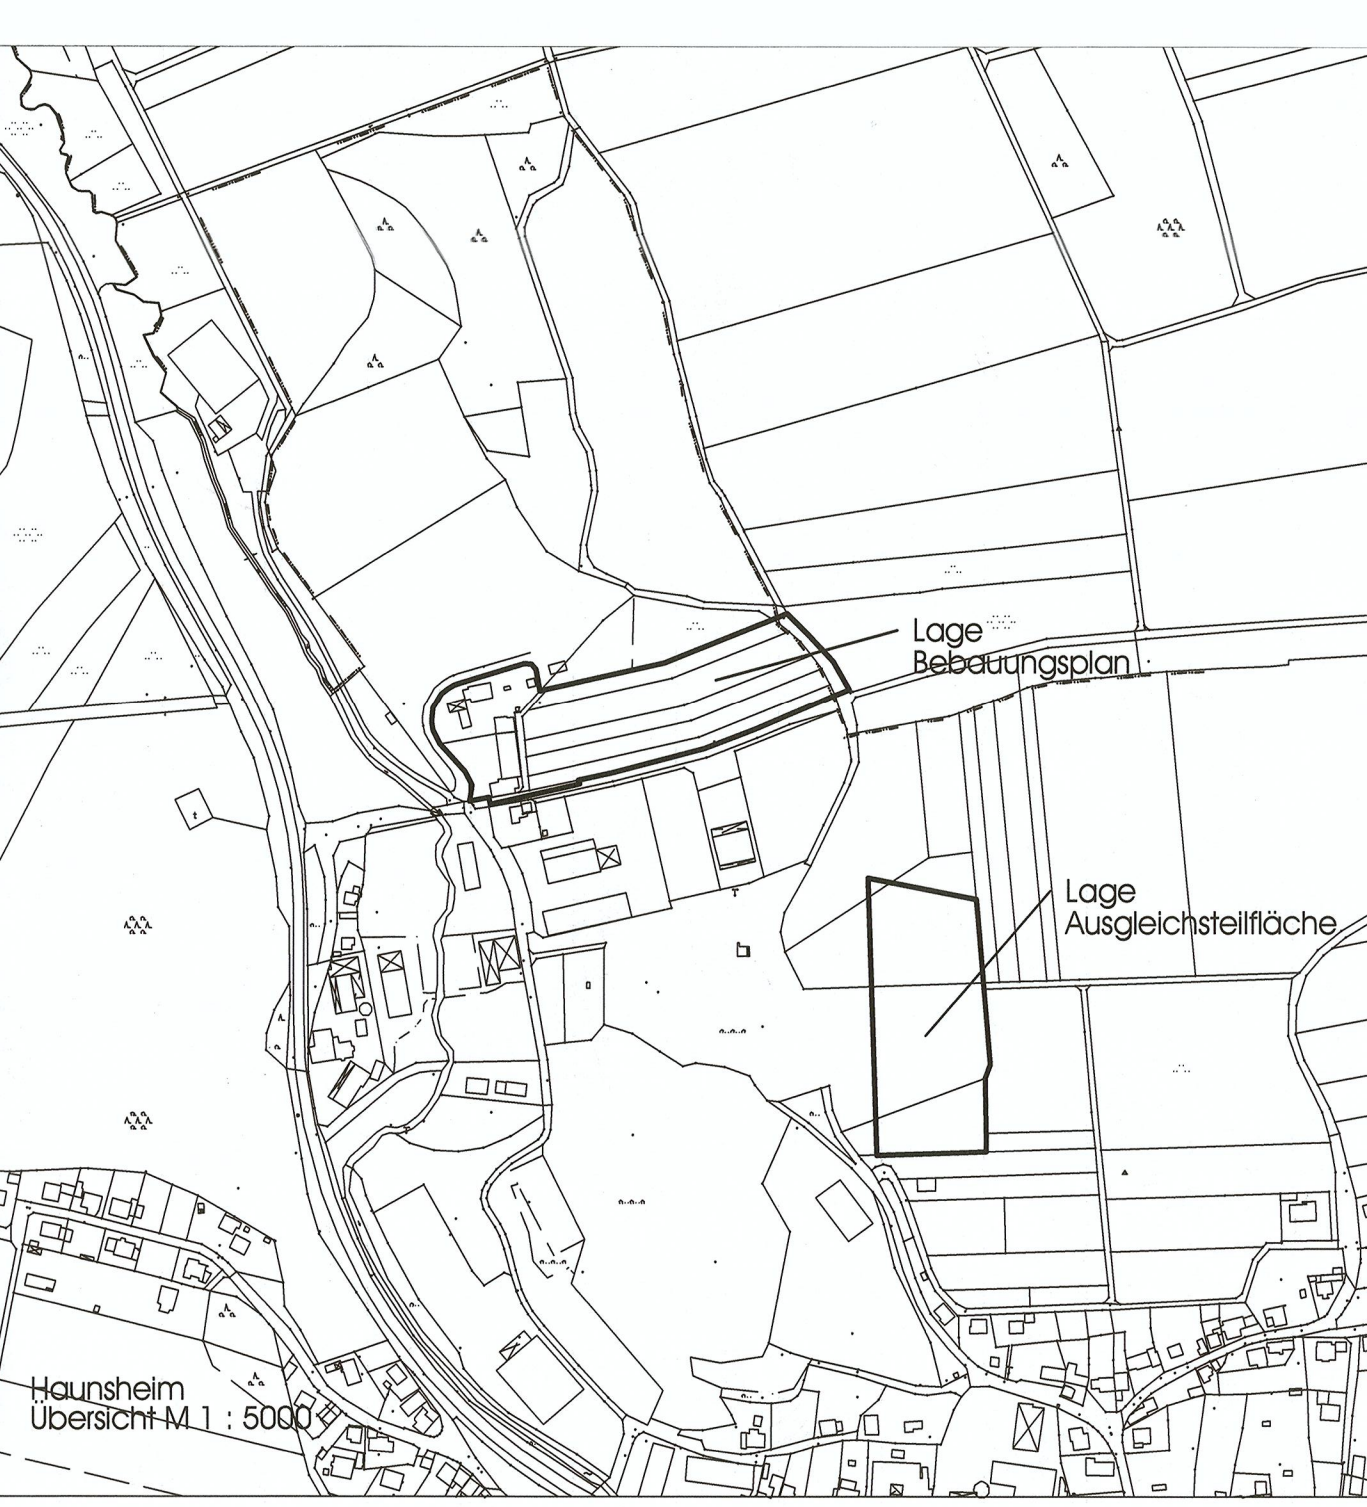 Lage
Bebauungsplan
Lage
Ausgleichsteilfläche
Haunsheim
Übersicht M 1 : 5000